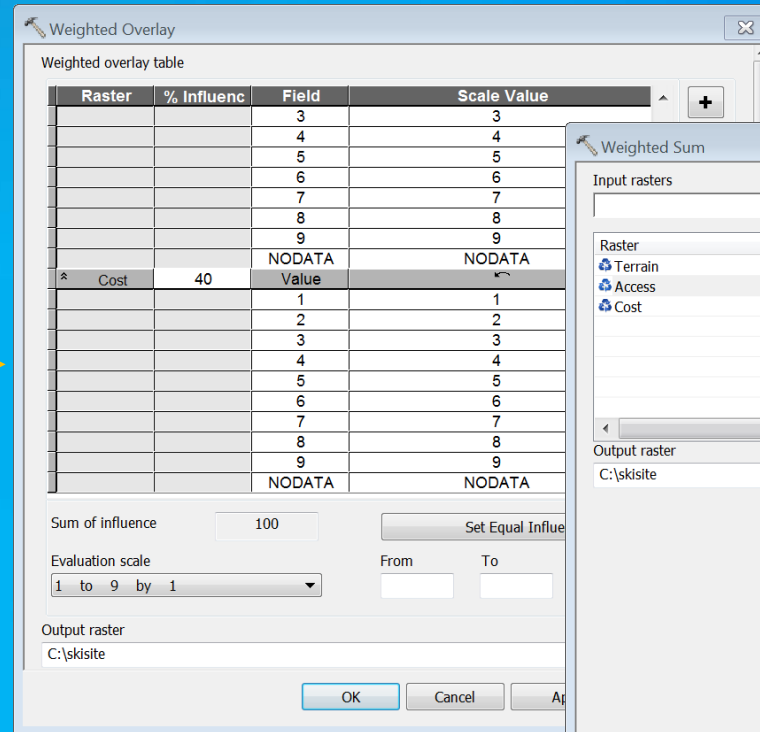 Weighted Overlay
Weighted overlay table
Raster % Influenc Field Scale Value
3 3
4 4
5 5
6 6
7 7
8 8
9 9
NODATA NODATA
Cost 40 Value
1 1
2 2
3 3
4 4
5 5
6 6
7 7
8 8
9 9
NODATA NODATA
Sum of influence 100 Set Equal Influe
Evaluation scale From To
1 to 9 by 1
Output raster
C:\skisite
OK Cancel Ap
Weighted Sum
Input rasters
Raster
Terrain
Access
Cost
Output raster
C:\skisite